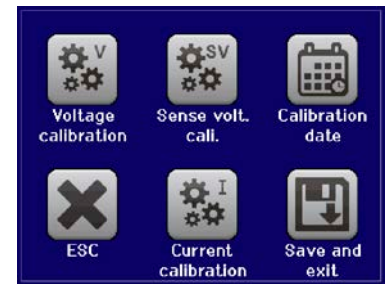 V
SV
Voltage
calibration
Sense volt.
cali.
Calibration
date
I
ESC
Current
calibration
Save and
exit